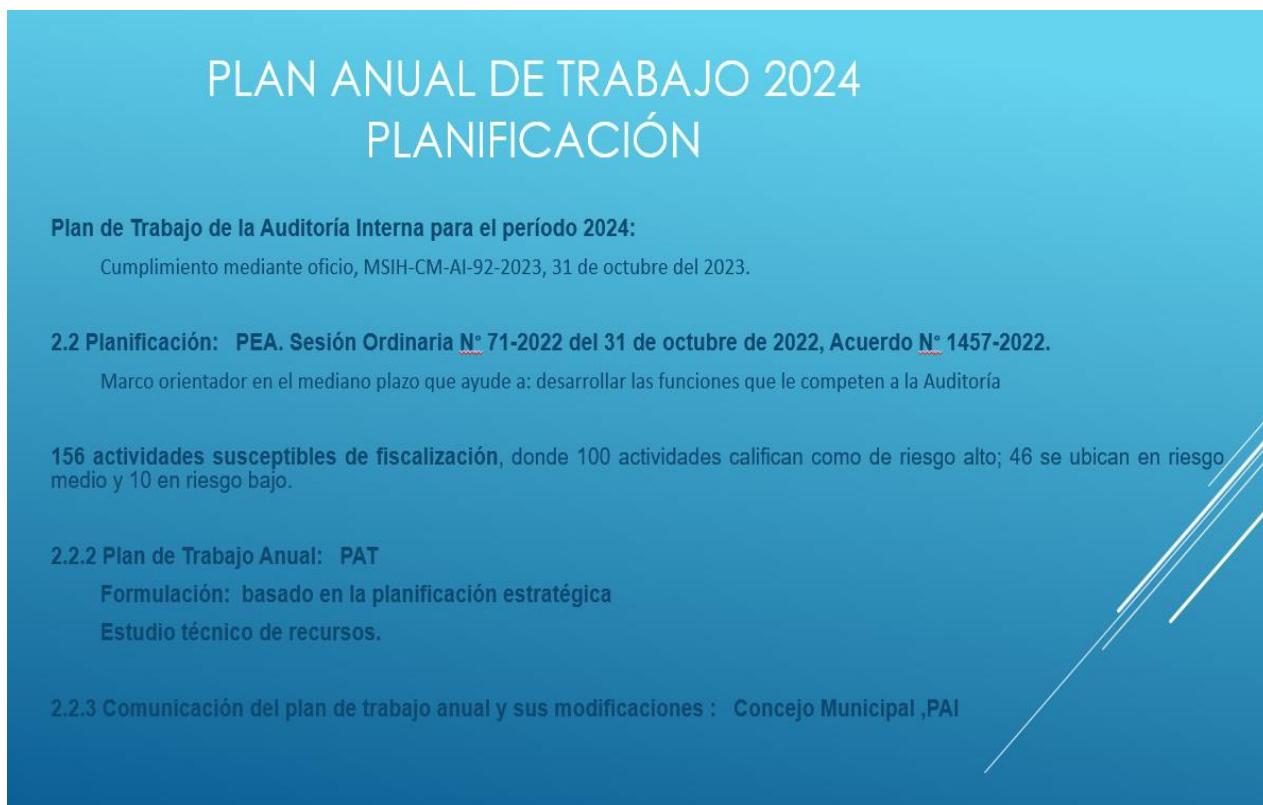 PLAN ANUAL DE TRABAJO 2024
PLANIFICACIÓN
Plan de Trabajo de la Auditoría Interna para el período 2024:
Cumplimiento mediante oficio, MSIH-CM-AI-92-2023, 31 de octubre del 2023.
2.2 Planificación: PEA. Sesión Ordinaria N° 71-2022 del 31 de octubre de 2022, Acuerdo N° 1457-2022.
Marco orientador en el mediano plazo que ayude a: desarrollar las funciones que le competen a la Auditoría
156 actividades susceptibles de fiscalización, donde 100 actividades califican como de riesgo alto; 46 se ubican en riesgo
medio y 10 en riesgo bajo.
2.2.2 Plan de Trabajo Anual: PAT
Formulación: basado en la planificación estratégica
Estudio técnico de recursos.
2.2.3 Comunicación del plan de trabajo anual y sus modificaciones : Concejo Municipal ,PAI